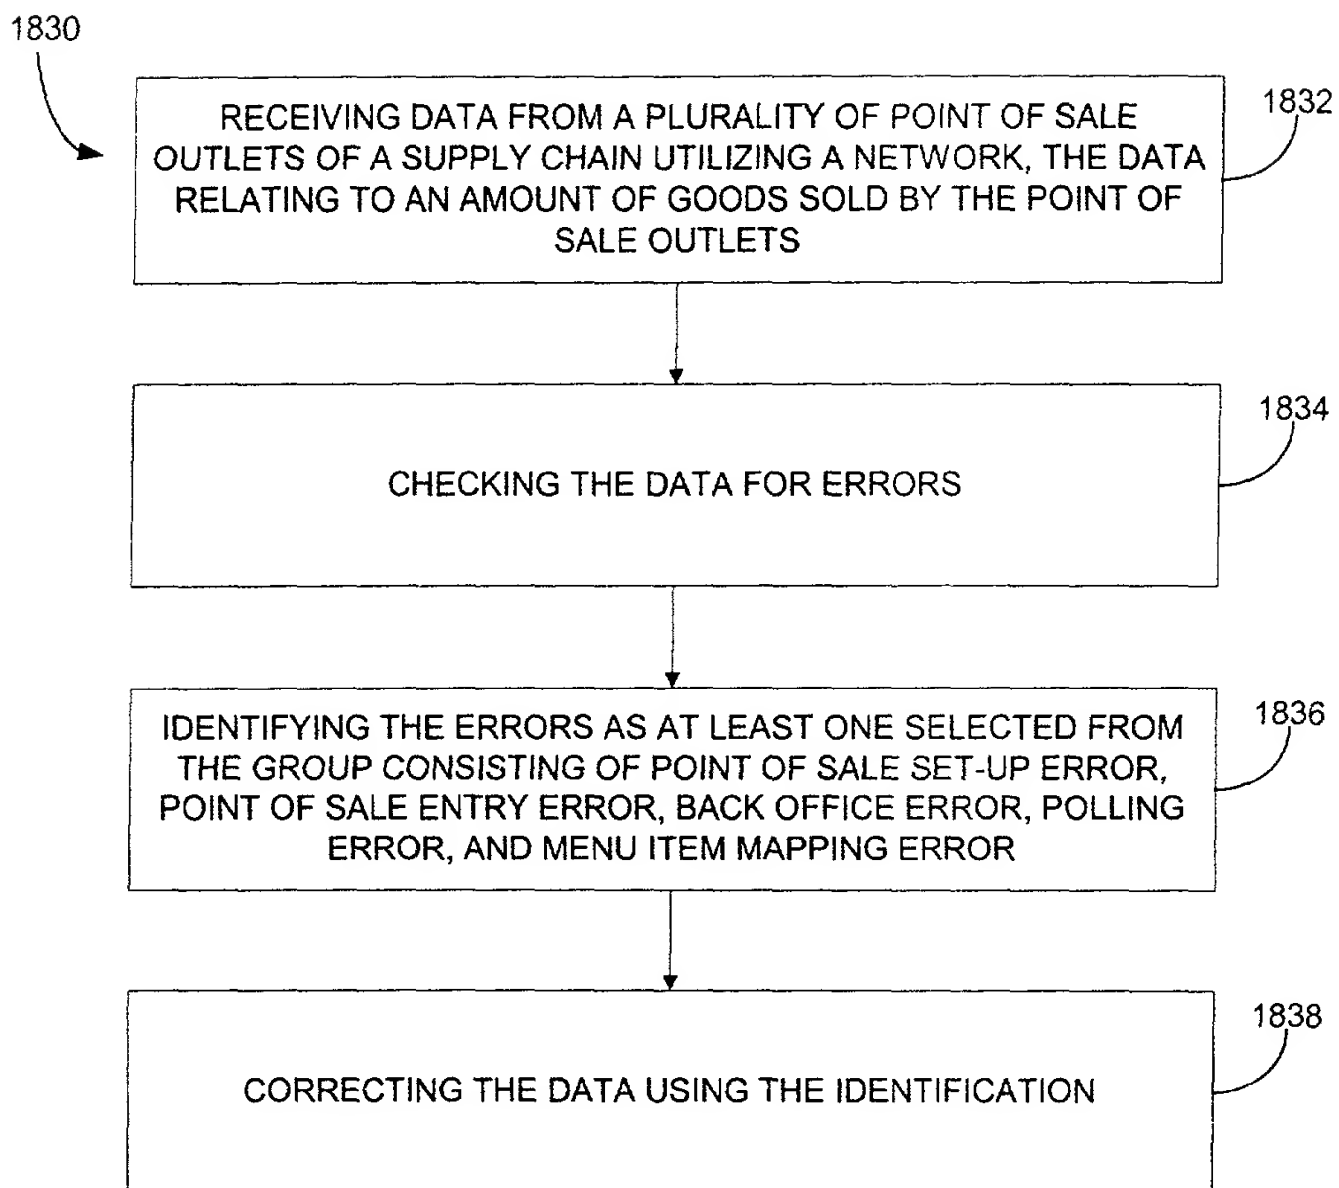 1830
RECEIVING DATA FROM A PLURALITY OF POINT OF SALE
OUTLETS OF A SUPPLY CHAIN UTILIZING A NETWORK, THE DATA
RELATING TO AN AMOUNT OF GOODS SOLD BY THE POINT OF
SALE OUTLETS
1832
CHECKING THE DATA FOR ERRORS
1834
IDENTIFYING THE ERRORS AS AT LEAST ONE SELECTED FROM
THE GROUP CONSISTING OF POINT OF SALE SET-UP ERROR,
POINT OF SALE ENTRY ERROR, BACK OFFICE ERROR, POLLING
ERROR, AND MENU ITEM MAPPING ERROR
1836
CORRECTING THE DATA USING THE IDENTIFICATION
1838